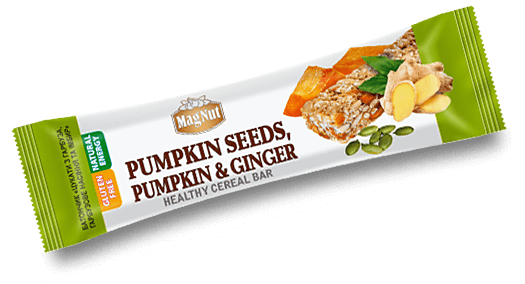 MagNut
PUMPKIN SEEDS,
PUMPKIN & GINGER
HEALTHY CEREAL BAR
NATURAL
ENERGY
GLUTEN
FREE